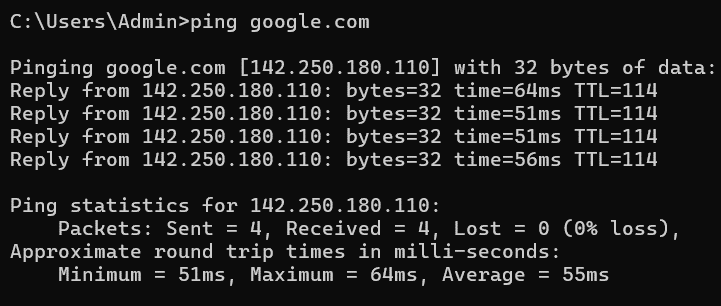 C:\Users\Admin>ping google.com
Pinging google.com [142.250.180.110] with 32 bytes of data:
Reply from 142.250.180.110: bytes=32 time=64ms TTL=114
Reply from 142.250.180.110: bytes=32 time=51ms TTL=114
Reply from 142.250.180.110: bytes=32 time=51ms TTL=114
Reply from 142.250.180.110: bytes=32 time=56ms TTL=114
Ping statistics for 142.250.180.110:
    Packets: Sent = 4, Received = 4, Lost = 0 (0% loss),
Approximate round trip times in milli-seconds:
    Minimum = 51ms, Maximum = 64ms, Average = 55ms